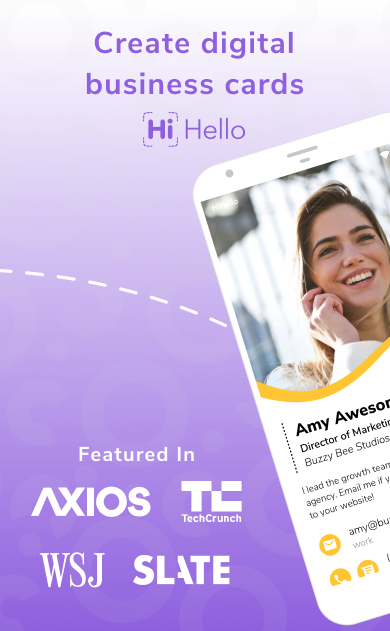 Create digital
business cards
Hi Hello
Featured In
AXIOS
TC
TechCrunch
WSJ
SLATE
Amy Aweso
Director of Marketin
Buzzy Bee Studios
I lead the growth team
agency. Email me if y
to your website!
amy@bu
work